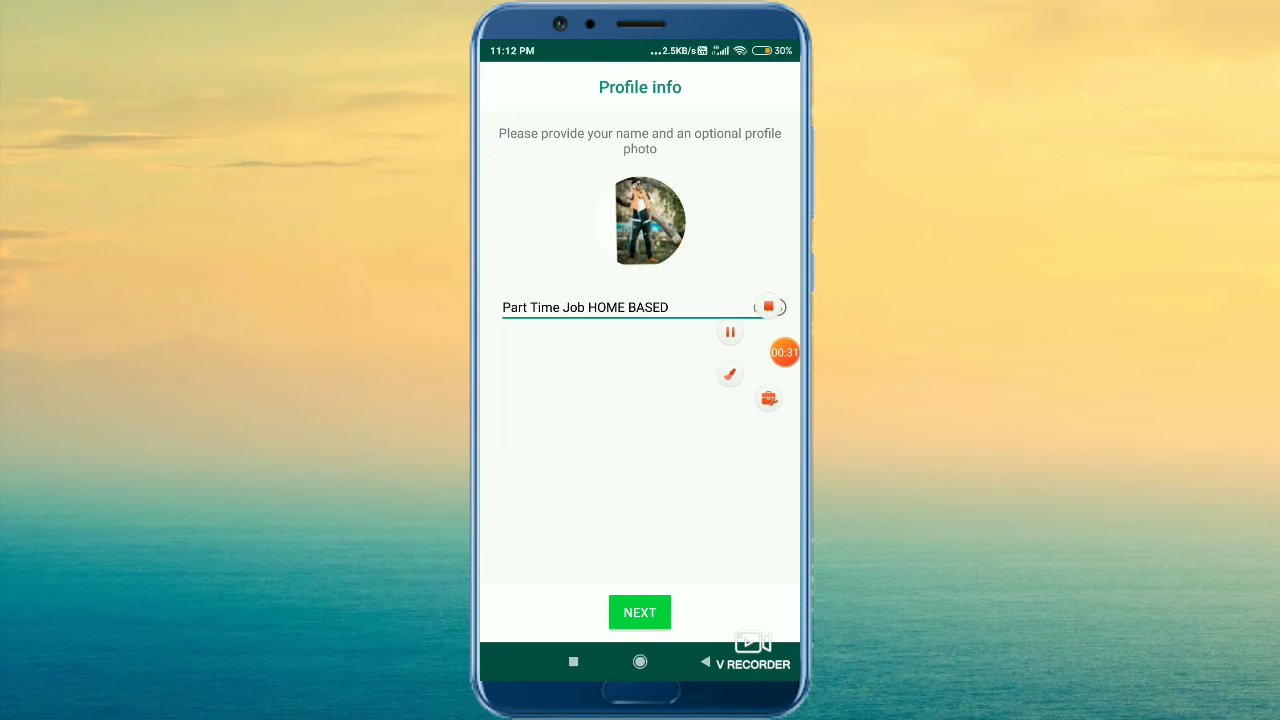 11:12 PM
...2.5KB/s
30%
Profile info
Please provide your name and an optional profile
photo
Part Time Job HOME BASED
00:31
NEXT
V RECORDER